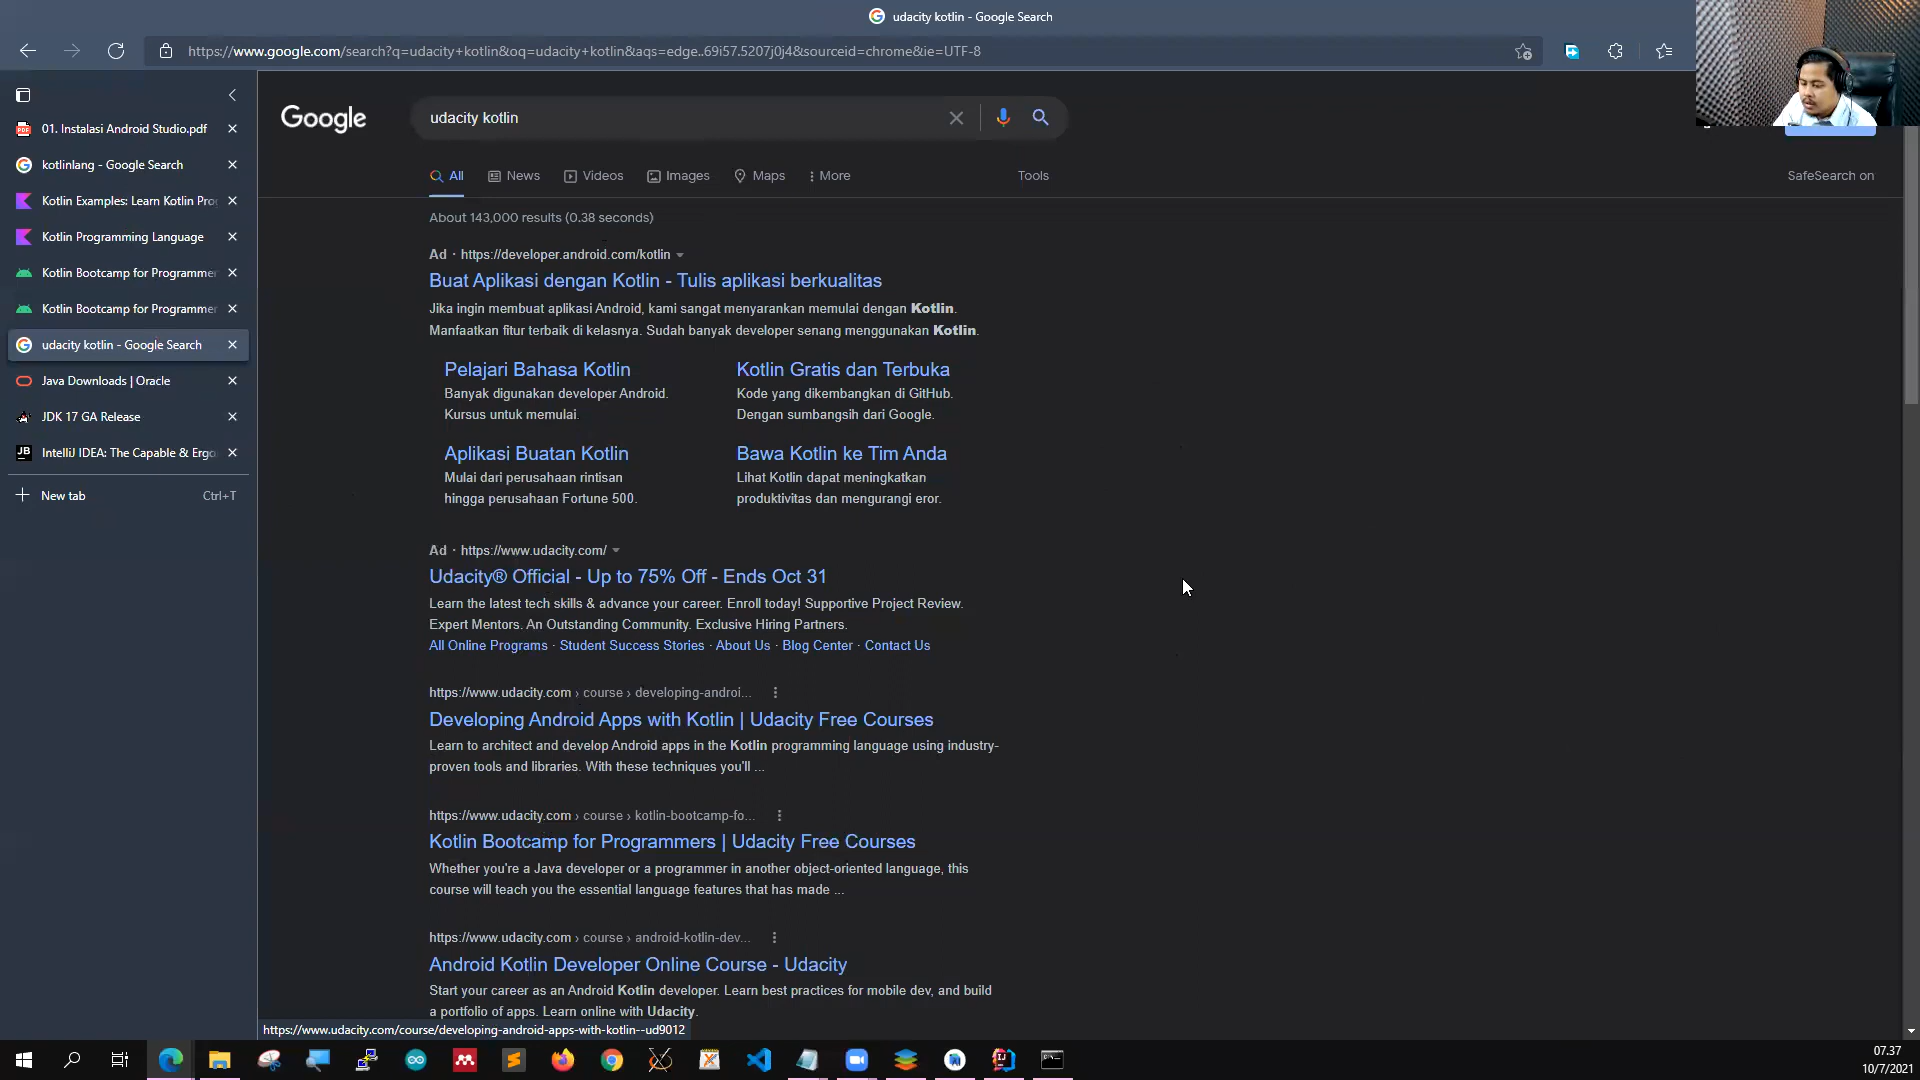 udacity kotlin - Google Search
https://www.google.com/search?q=udacity+kotlin&oq=udacity+kotlin&aqs=edge..69i57.5207j0j4&sourceid=chrome&ie=UTF-8
01. Instalasi Android Studio.pdf
kotlinlang - Google Search
Kotlin Examples: Learn Kotlin Pro
Kotlin Programming Language
Kotlin Bootcamp for Programme
Kotlin Bootcamp for Programme
udacity kotlin - Google Search
Java Downloads | Oracle
JDK 17 GA Release
IntelliJ IDEA: The Capable & Ergo
New tab Ctrl+T
Google
udacity kotlin
All News Videos Images Maps More Tools SafeSearch on
About 143,000 results (0.38 seconds)
Ad · https://developer.android.com/kotlin
Buat Aplikasi dengan Kotlin - Tulis aplikasi berkualitas
Jika ingin membuat aplikasi Android, kami sangat menyarankan memulai dengan Kotlin.
Manfaatkan fitur terbaik di kelasnya. Sudah banyak developer senang menggunakan Kotlin.
Pelajari Bahasa Kotlin
Banyak digunakan developer Android.
Kursus untuk memulai.
Kotlin Gratis dan Terbuka
Kode yang dikembangkan di GitHub.
Dengan sumbangsih dari Google.
Aplikasi Buatan Kotlin
Mulai dari perusahaan rintisan
hingga perusahaan Fortune 500.
Bawa Kotlin ke Tim Anda
Lihat Kotlin dapat meningkatkan
produktivitas dan mengurangi eror.
Ad · https://www.udacity.com/
Udacity® Official - Up to 75% Off - Ends Oct 31
Learn the latest tech skills & advance your career. Enroll today! Supportive Project Review.
Expert Mentors. An Outstanding Community. Exclusive Hiring Partners.
All Online Programs · Student Success Stories · About Us · Blog Center · Contact Us
https://www.udacity.com › course › developing-androi...
Developing Android Apps with Kotlin | Udacity Free Courses
Learn to architect and develop Android apps in the Kotlin programming language using industry-
proven tools and libraries. With these techniques you'll ...
https://www.udacity.com › course › kotlin-bootcamp-fo...
Kotlin Bootcamp for Programmers | Udacity Free Courses
Whether you're a Java developer or a programmer in another object-oriented language, this
course will teach you the essential language features that has made ...
https://www.udacity.com › course › android-kotlin-dev...
Android Kotlin Developer Online Course - Udacity
Start your career as an Android Kotlin developer. Learn best practices for mobile dev, and build
a portfolio of apps. Learn online with Udacity.
https://www.udacity.com/course/developing-android-apps-with-kotlin--ud9012
07.37
10/7/2021